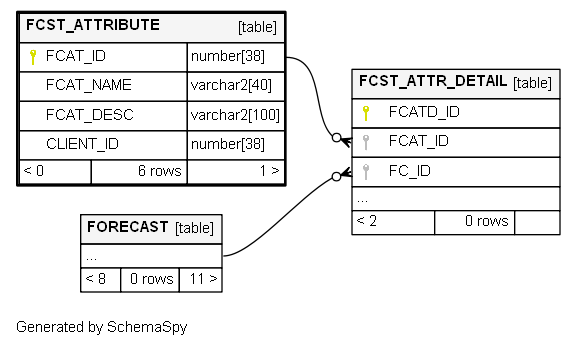 FCST_ATTRIBUTE [table]
FCAT_ID number[38]
FCAT_NAME varchar2[40]
FCAT_DESC varchar2[100]
CLIENT_ID number[38]
< 0 6 rows 1 >
FCST_ATTR_DETAIL [table]
FCATD_ID
FCAT_ID
FC_ID
...
< 2 0 rows
FORECAST [table]
...
< 8 0 rows 11 >
Generated by SchemaSpy